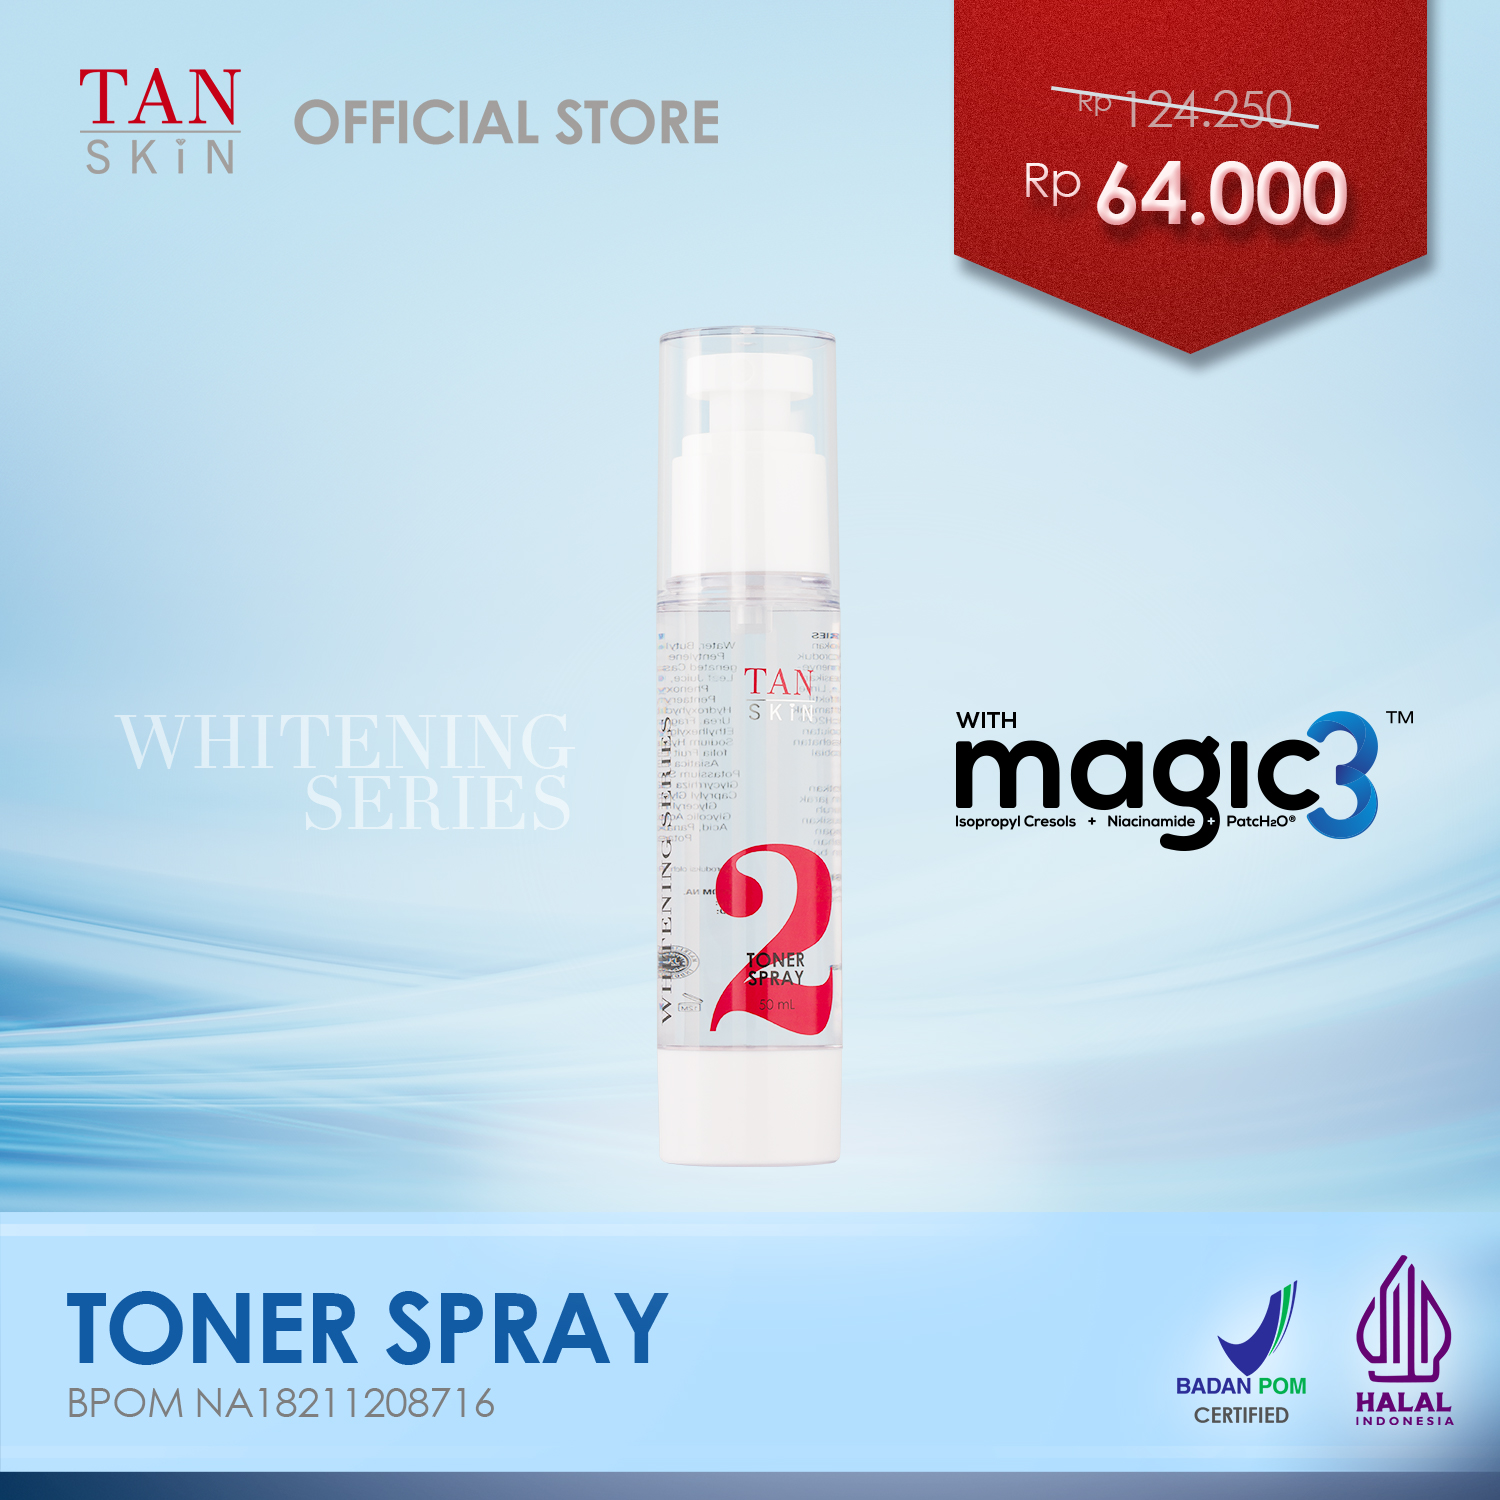 TAN
SKiN
OFFICIAL STORE
Rp 124.250
Rp 64.000
WHITENING
SERIES
WITH
magic3 ™
Isopropyl Cresols + Niacinamide + PatcH₂O®
TAN
SKiN
WHITENING SERIES
2
TONER
SPRAY
50 mL
TONER SPRAY
BPOM NA18211208716
BADAN POM
CERTIFIED
HALAL
INDONESIA